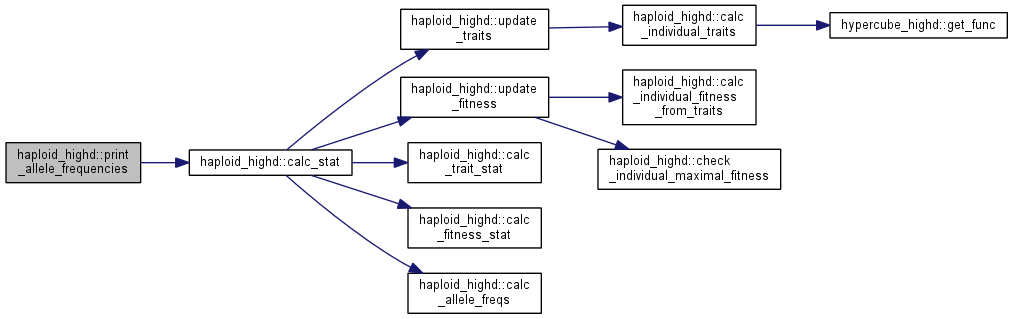 haploid_highd::print
_allele_frequencies
haploid_highd::calc_stat
haploid_highd::update
_traits
haploid_highd::calc
_individual_traits
hypercube_highd::get_func
haploid_highd::update
_fitness
haploid_highd::calc
_individual_fitness
_from_traits
haploid_highd::check
_individual_maximal_fitness
haploid_highd::calc
_trait_stat
haploid_highd::calc
_fitness_stat
haploid_highd::calc
_allele_freqs